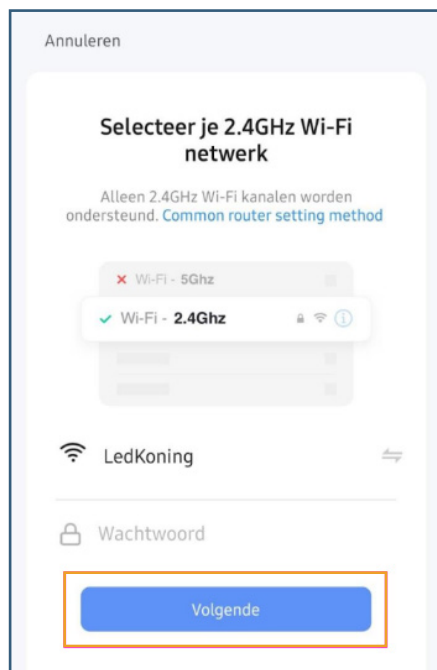 Annuleren
Selecteer je 2.4GHz Wi-Fi
netwerk
Alleen 2.4GHz Wi-Fi kanalen worden
ondersteund. Common router setting method
Wi-Fi - 5Ghz
Wi-Fi - 2.4Ghz
LedKoning
Wachtwoord
Volgende